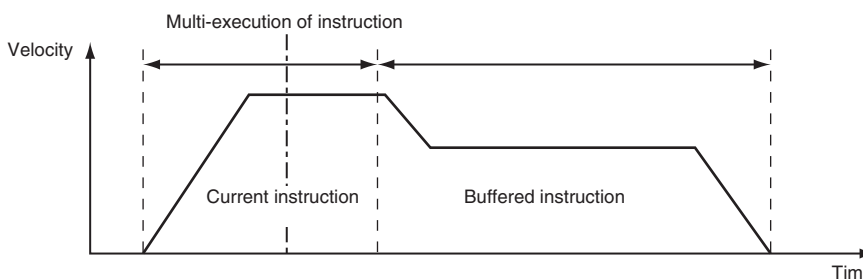 Multi-execution of instruction
Velocity
Current instruction
Buffered instruction
Tim